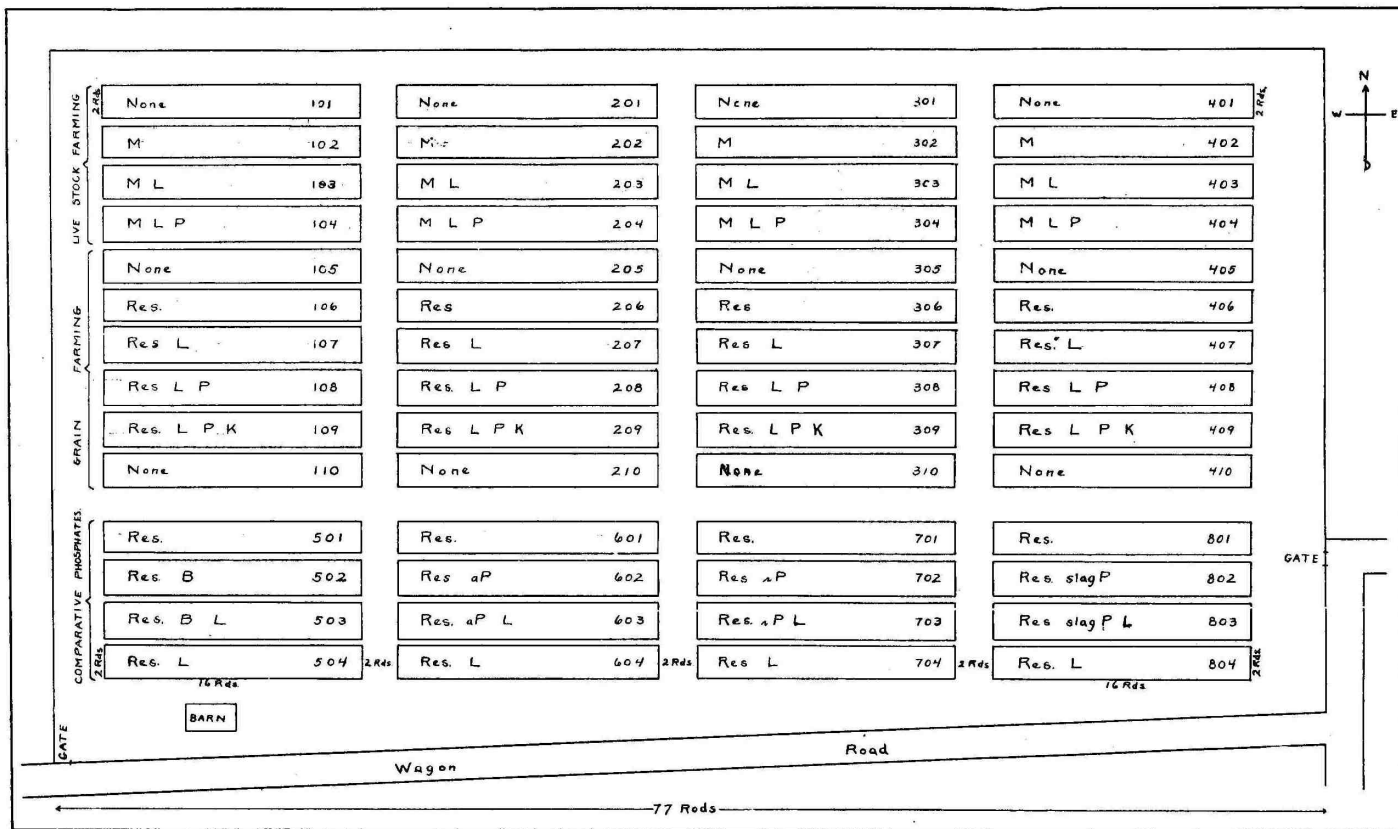 N
W E
LIVE STOCK FARMING
2 Rds.
None 101 None 201 None 301 None 401
2 Rds.
M 102 M 202 M 302 M 402
M L 103 M L 203 M L 303 M L 403
M L P 104 M L P 204 M L P 304 M L P 404
GRAIN FARMING
None 105 None 205 None 305 None 405
Res. 106 Res 206 Res 306 Res. 406
Res L 107 Res L 207 Res L 307 Res. L 407
Res L P 108 Res. L P 208 Res L P 308 Res L P 408
Res. L P K 109 Res L P K 209 Res. L P K 309 Res L P K 409
None 110 None 210 None 310 None 410
COMPARATIVE PHOSPHATES.
Res. 501 Res. 601 Res. 701 Res. 801
GATE
Res. B 502 Res aP 602 Res rP 702 Res. slag P 802
Res. B L 503 Res. aP L 603 Res. rP L 703 Res slag P L 803
2 Rds Res. L 504 2 Rds. Res. L 604 2 Rds Res L 704 2 Rds Res. L 804 2 Rds
16 Rds. 16 Rds
BARN
GATE
Wagon Road
77 Rods